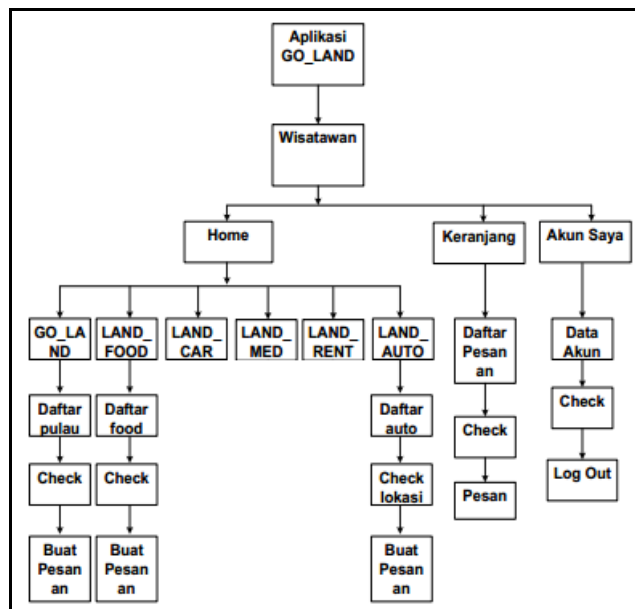 Aplikasi
GO_LAND
Wisatawan
Home
Keranjang
Akun Saya
GO_LA
ND
LAND_
FOOD
LAND_
CAR
LAND_
MED
LAND_
RENT
LAND_
AUTO
Daftar
Pesan
an
Data
Akun
Daftar
pulau
Daftar
food
Daftar
auto
Check
Check
Check
Check
Check
lokasi
Pesan
Log Out
Buat
Pesan
an
Buat
Pesan
an
Buat
Pesan
an